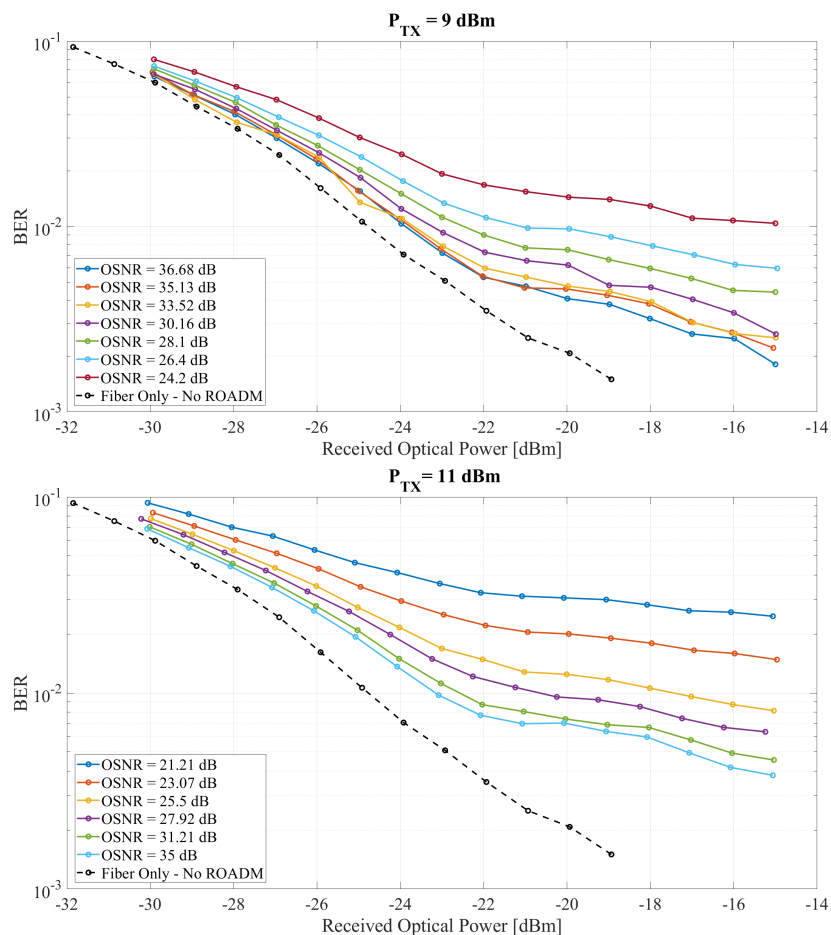 P_TX = 9 dBm
10^-1
10^-2
10^-3
BER
OSNR = 36.68 dB
OSNR = 35.13 dB
OSNR = 33.52 dB
OSNR = 30.16 dB
OSNR = 28.1 dB
OSNR = 26.4 dB
OSNR = 24.2 dB
Fiber Only - No ROADM
-32 -30 -28 -26 -24 -22 -20 -18 -16 -14
Received Optical Power [dBm]
P_TX= 11 dBm
10^-1
10^-2
10^-3
BER
OSNR = 21.21 dB
OSNR = 23.07 dB
OSNR = 25.5 dB
OSNR = 27.92 dB
OSNR = 31.21 dB
OSNR = 35 dB
Fiber Only - No ROADM
-32 -30 -28 -26 -24 -22 -20 -18 -16 -14
Received Optical Power [dBm]